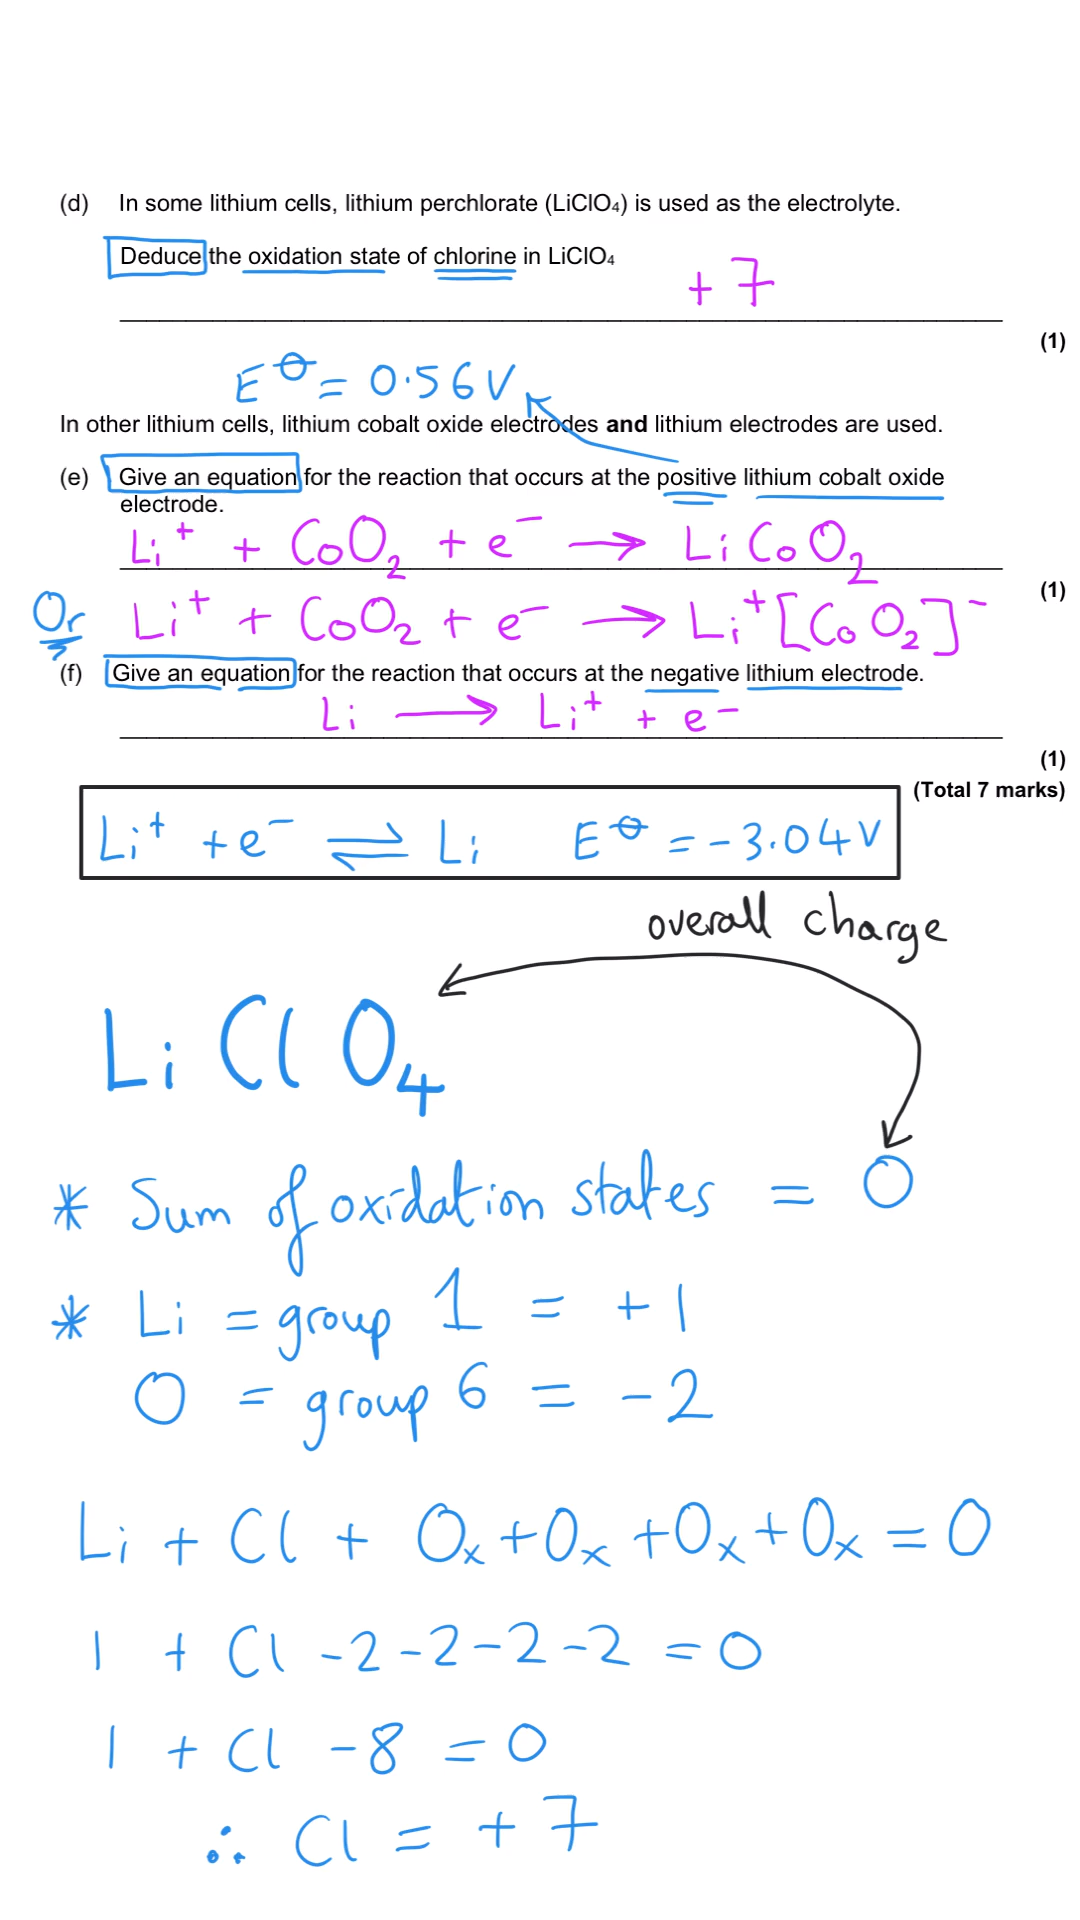 (d) In some lithium cells, lithium perchlorate (LiClO₄) is used as the electrolyte.
Deduce the oxidation state of chlorine in LiClO₄
+7
(1)
E⦵ = 0.56V
In other lithium cells, lithium cobalt oxide electrodes and lithium electrodes are used.
(e) Give an equation for the reaction that occurs at the positive lithium cobalt oxide
electrode.
Li⁺ + CoO₂ + e⁻ → LiCoO₂
(1)
Or Li⁺ + CoO₂ + e⁻ → Li⁺[CoO₂]⁻
(f) Give an equation for the reaction that occurs at the negative lithium electrode.
Li → Li⁺ + e⁻
(1)
(Total 7 marks)
Li⁺ + e⁻ ⇌ Li E⦵ = -3.04V
overall charge
LiClO₄
* Sum of oxidation states = 0
* Li = group 1 = +1
O = group 6 = -2
Li + Cl + Ox + Ox + Ox + Ox = 0
1 + Cl -2-2-2-2 = 0
1 + Cl -8 = 0
∴ Cl = +7